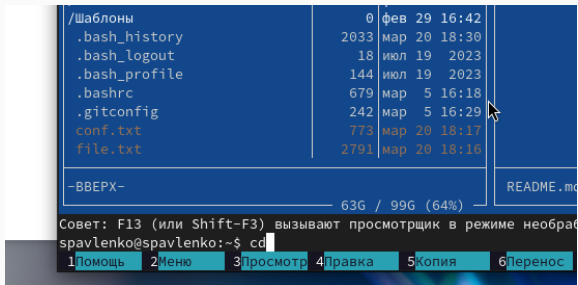 /Шаблоны 0 фев 29 16:42
.bash_history 2033 мар 20 18:30
.bash_logout 18 июл 19 2023
.bash_profile 144 июл 19 2023
.bashrc 679 мар 5 16:18
.gitconfig 242 мар 5 16:29
conf.txt 773 мар 20 18:17
file.txt 2791 мар 20 18:16
-ВВЕРХ-
63G / 99G (64%)
README.md
Совет: F13 (или Shift-F3) вызывают просмотрщик в режиме необраб
spavlenko@spavlenko:~$ cd
1Помощь 2Меню 3Просмотр 4Правка 5Копия 6Перенос